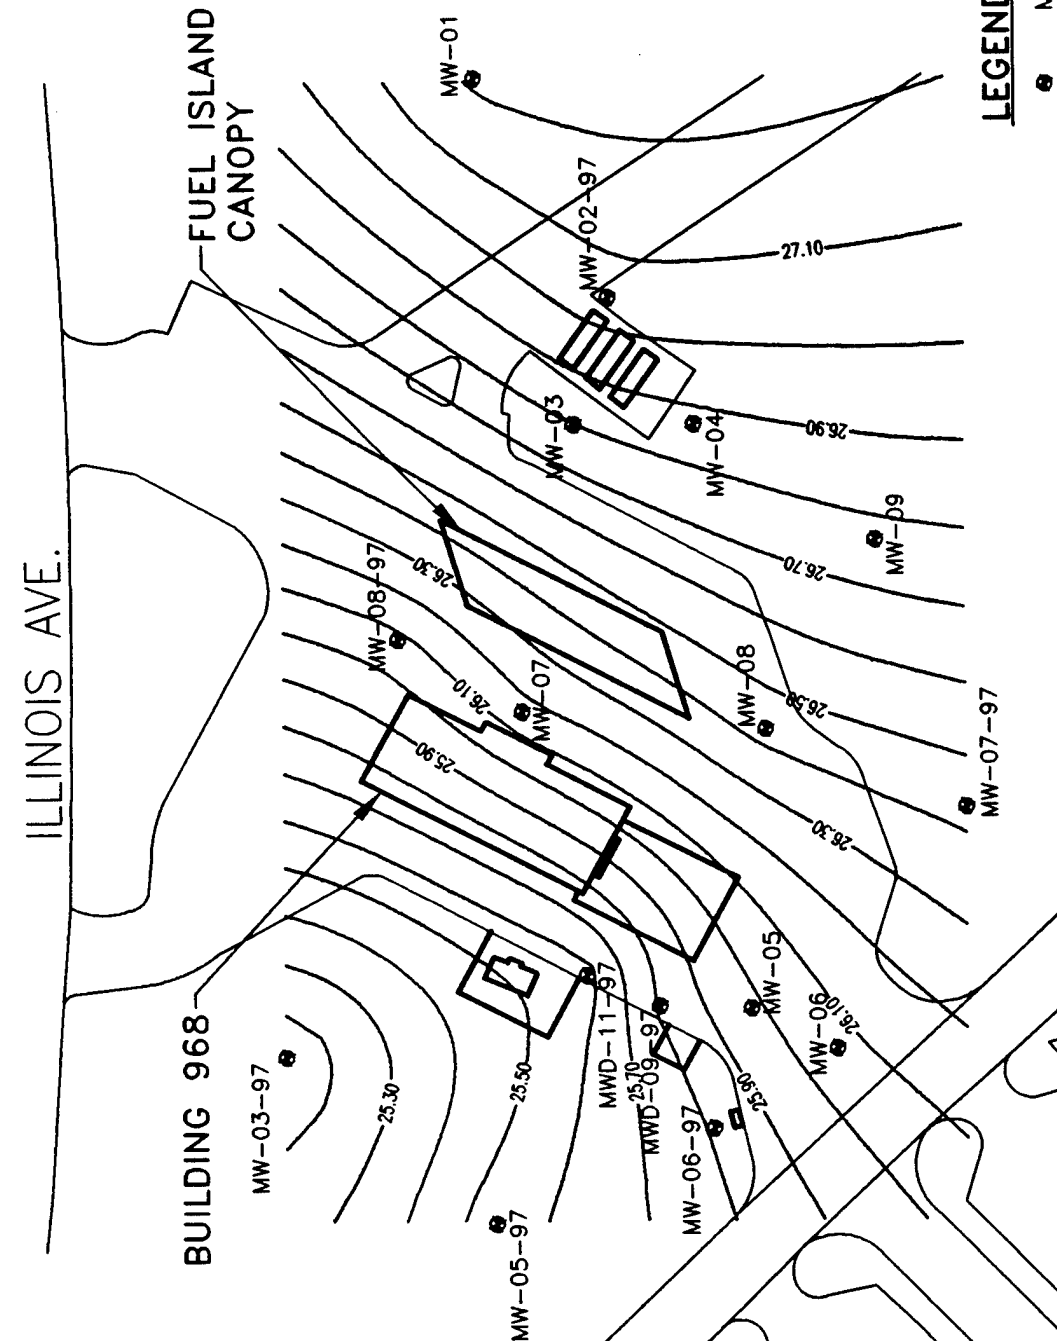 ILLINOIS AVE.
FUEL ISLAND
CANOPY
BUILDING 968
LEGEND
M
MW-01
MW-02-97
27.10
MW-03
MW-04
26.90
MW-09
26.70
MW-08-97
26.30
26.10
MW-07
MW-08
26.50
MW-07-97
25.90
26.30
MW-03-97
25.30
25.50
MWD-11-97
25.70
MWD-09-97
MW-05
MW-06
26.10
25.90
MW-06-97
MW-05-97